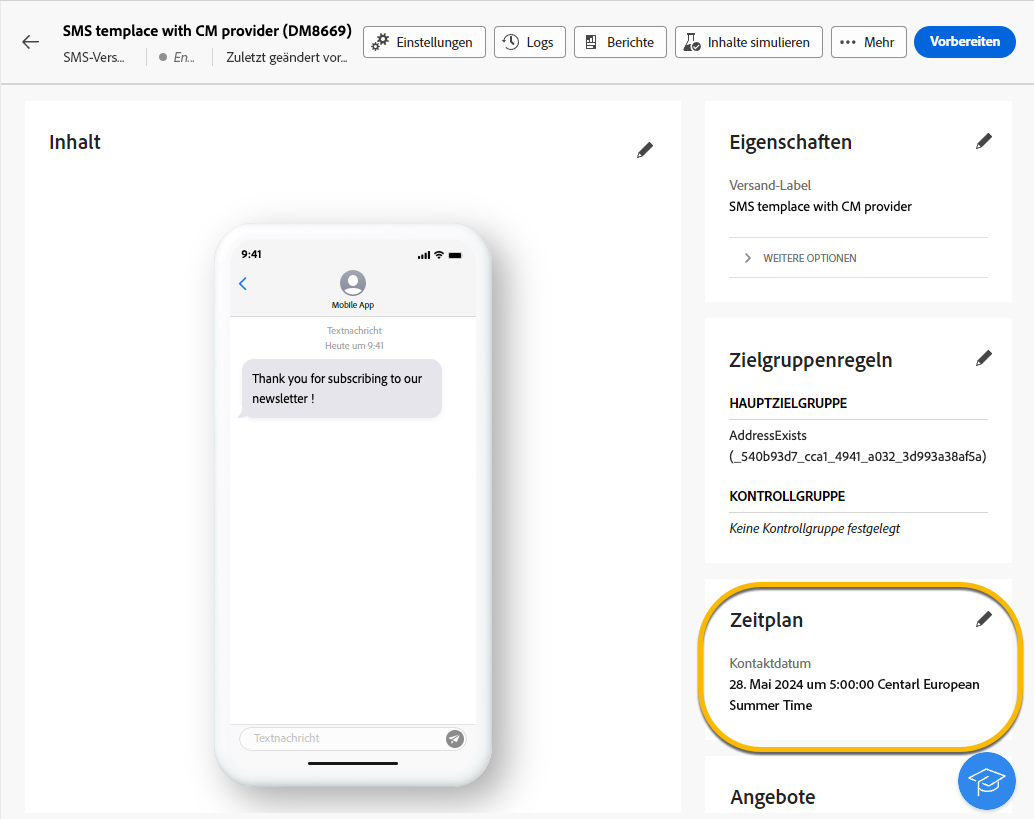 SMS templace with CM provider (DM8669)
SMS-Vers...
En...
Zuletzt geändert vor...
Einstellungen
Logs
Berichte
Inhalte simulieren
Mehr
Vorbereiten
Inhalt
9:41
Mobile App
Textnachricht
Heute um 9:41
Thank you for subscribing to our
newsletter !
Textnachricht
Eigenschaften
Versand-Label
SMS templace with CM provider
WEITERE OPTIONEN
Zielgruppenregeln
HAUPTZIELGRUPPE
AddressExists
(_540b93d7_cca1_4941_a032_3d993a38af5a)
KONTROLLGRUPPE
Keine Kontrollgruppe festgelegt
Zeitplan
Kontaktdatum
28. Mai 2024 um 5:00:00 Centarl European
Summer Time
Angebote